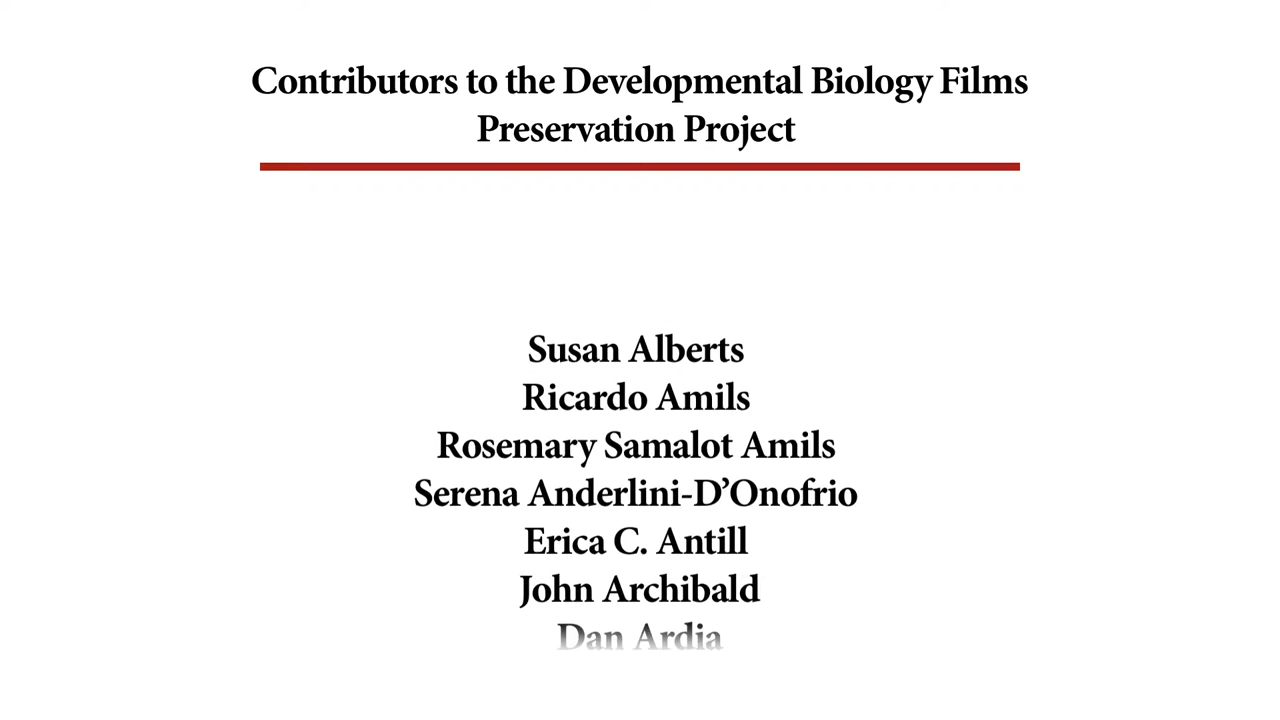 Contributors to the Developmental Biology Films
Preservation Project
Susan Alberts
Ricardo Amils
Rosemary Samalot Amils
Serena Anderlini-D’Onofrio
Erica C. Antill
John Archibald
Dan Ardia